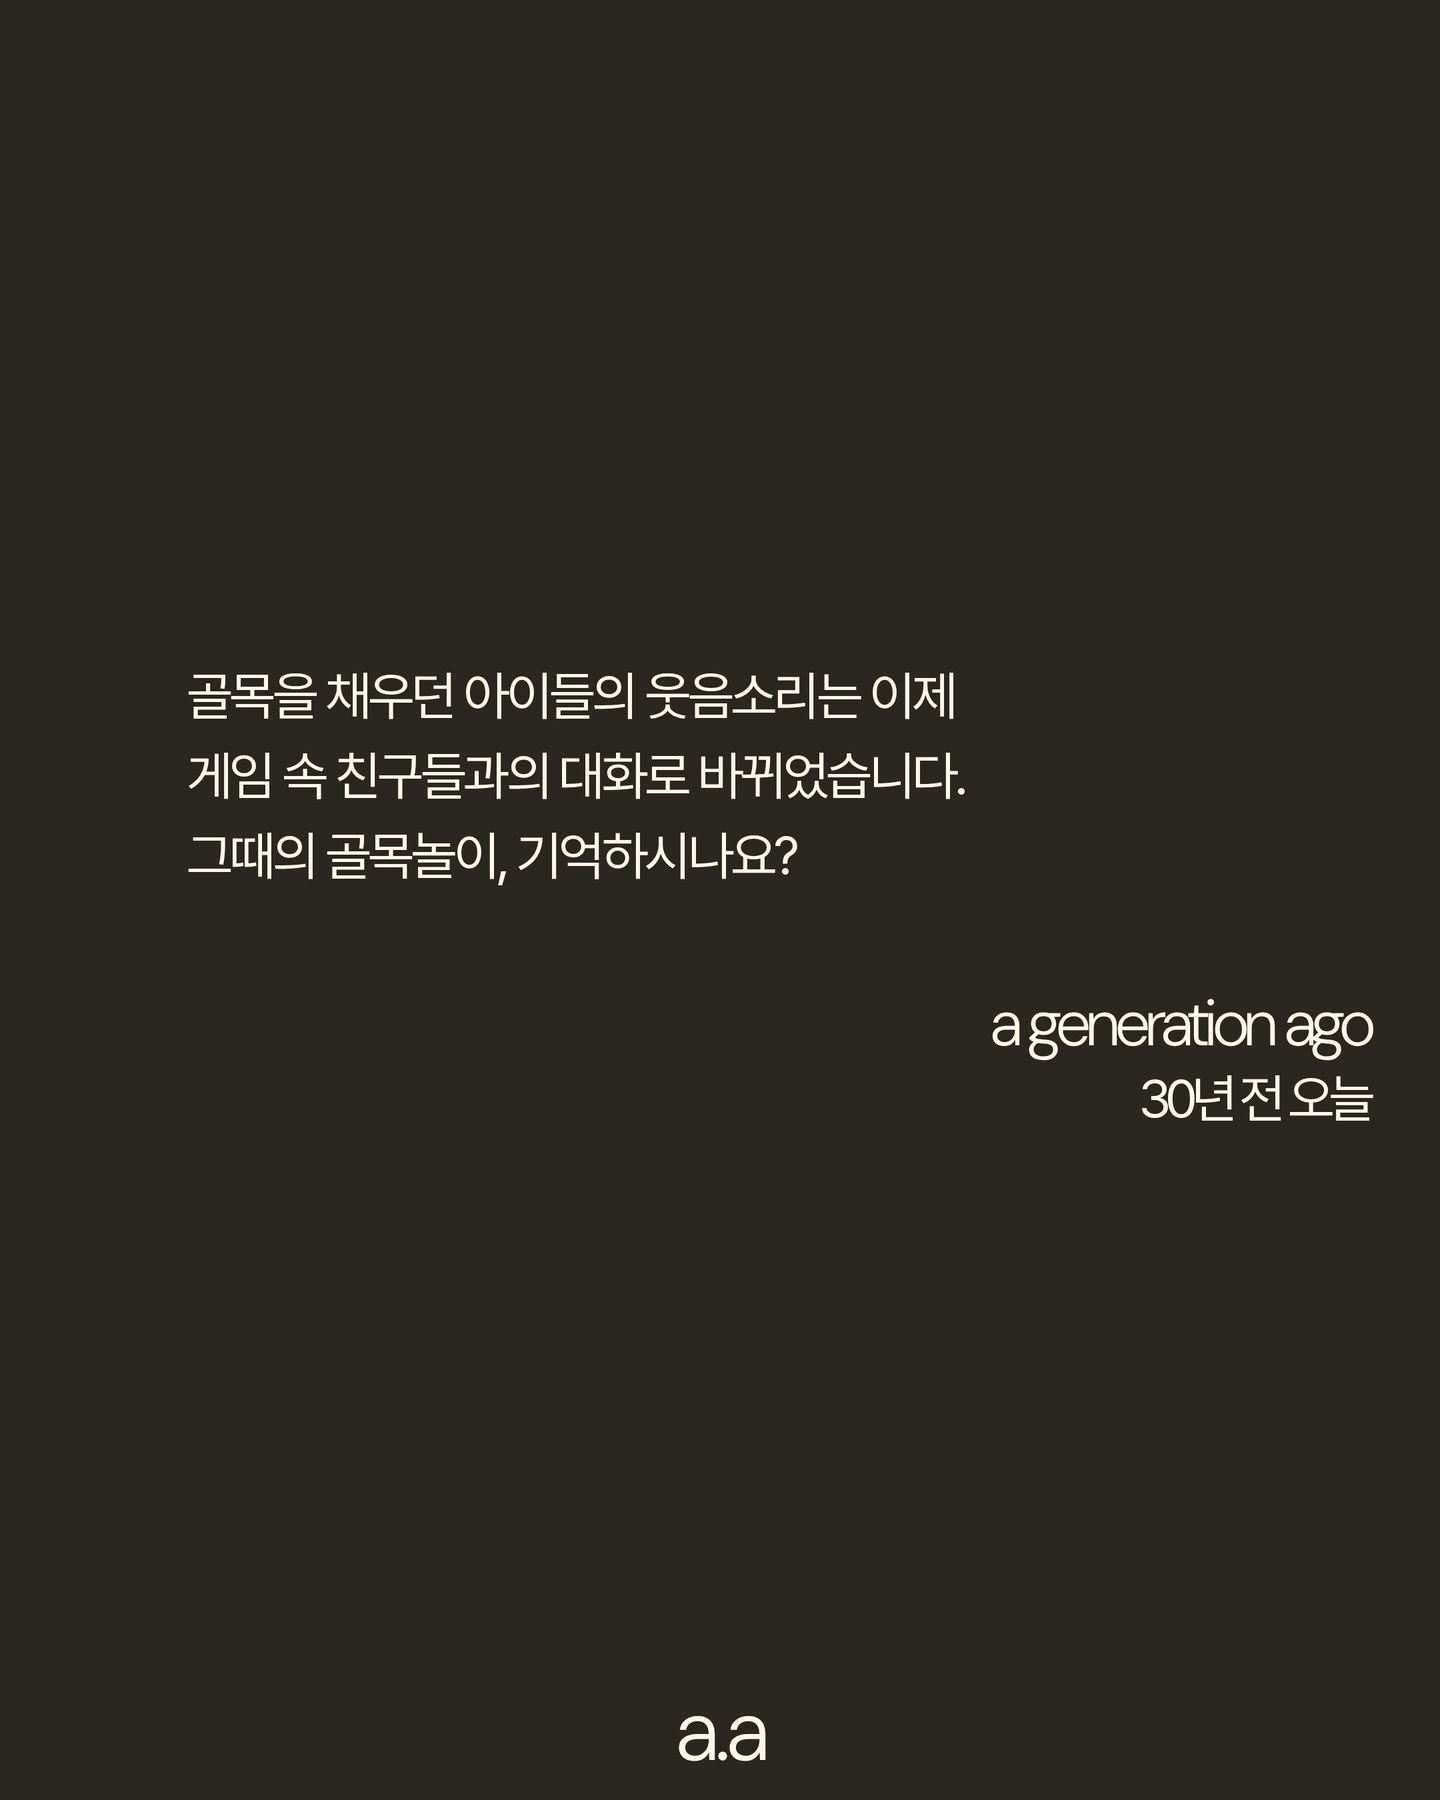 골목을 채우던 아이들의 웃음소리는 이제
게임 속 친구들과의 대화로 바뀌었습니다.
그때의 골목놀이, 기억하시나요?
a generation ago
30년 전 오늘
a.a